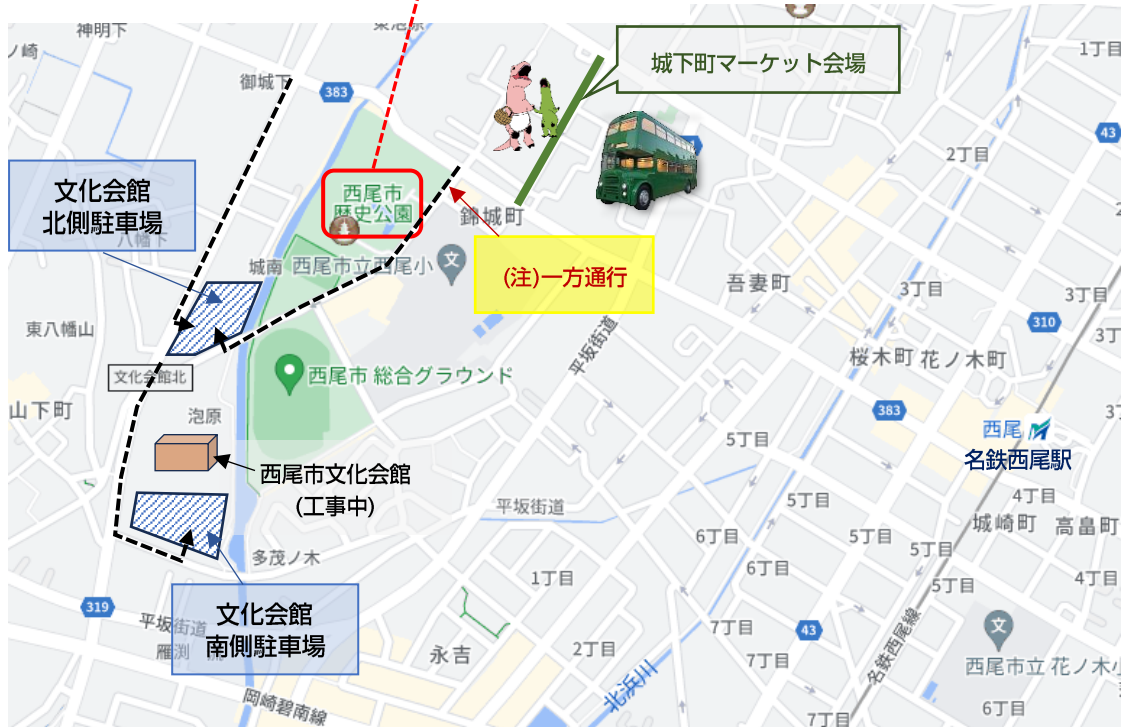 神明下
東池原
ノ崎
御城下
383
城下町マーケット会場
1丁目
43
2丁目
文化会館
北側駐車場
八幡下
西尾市
歴史公園
錦城町
城南
西尾市立西尾小
文
(注)一方通行
吾妻町
3丁目
3丁目
310
3丁
東八幡山
平坂街道
文化会館北
西尾市 総合グラウンド
桜木町
花ノ木町
山下町
泡原
383
37
西尾
名鉄西尾駅
5丁目
西尾市文化会館
(工事中)
平坂街道
5丁目
4丁目
城崎町
高畠町
6丁目
5丁目
5丁目
多茂ノ木
1丁目
6丁目
5丁目
4丁目
319
文化会館
南側駐車場
平坂街道
雁渕
永吉
2丁目
7丁目
43
7丁目
文
名鉄西尾線
西尾市立 花ノ木小
北浜川
岡崎碧南線
6丁目
7丁目